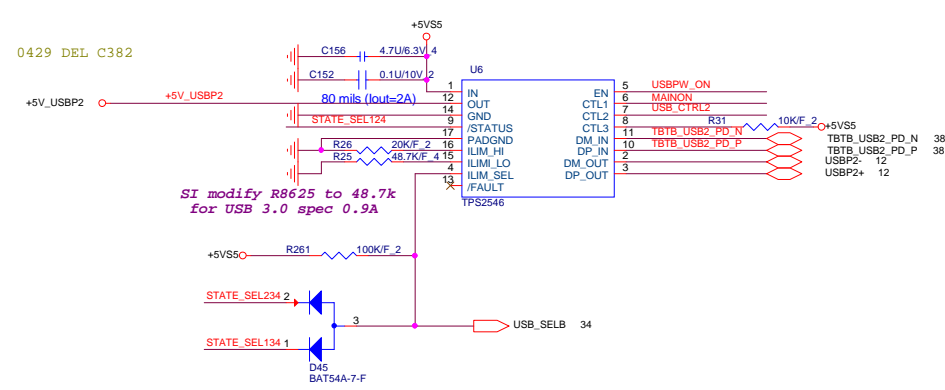 +5VS5
0429 DEL C382
C156 4.7U/6.3V_4
C152 0.1U/10V_2
U6
+5V_USBP2 +5V_USBP2
80 mils (Iout=2A)
1 IN EN 5 USBPW_ON
12 OUT CTL1 6 MAINON
14 GND CTL2 7 USB_CTRL2
STATE_SEL124 9 /STATUS CTL3 8 R31 10K/F_2 +5VS5
17 PADGND DM_IN 11 TBTB_USB2_PD_N TBTB_USB2_PD_N 38
R26 20K/F_2 16 ILIM_HI DP_IN 10 TBTB_USB2_PD_P TBTB_USB2_PD_P 38
R25 48.7K/F_4 15 ILIMI_LO DM_OUT 2 USBP2- 12
4 ILIM_SEL DP_OUT 3 USBP2+ 12
13 /FAULT
TPS2546
SI modify R8625 to 48.7k
for USB 3.0 spec 0.9A
+5VS5 R261 100K/F_2
STATE_SEL234 2
3 USB_SELB 34
STATE_SEL134 1
D45
BAT54A-7-F